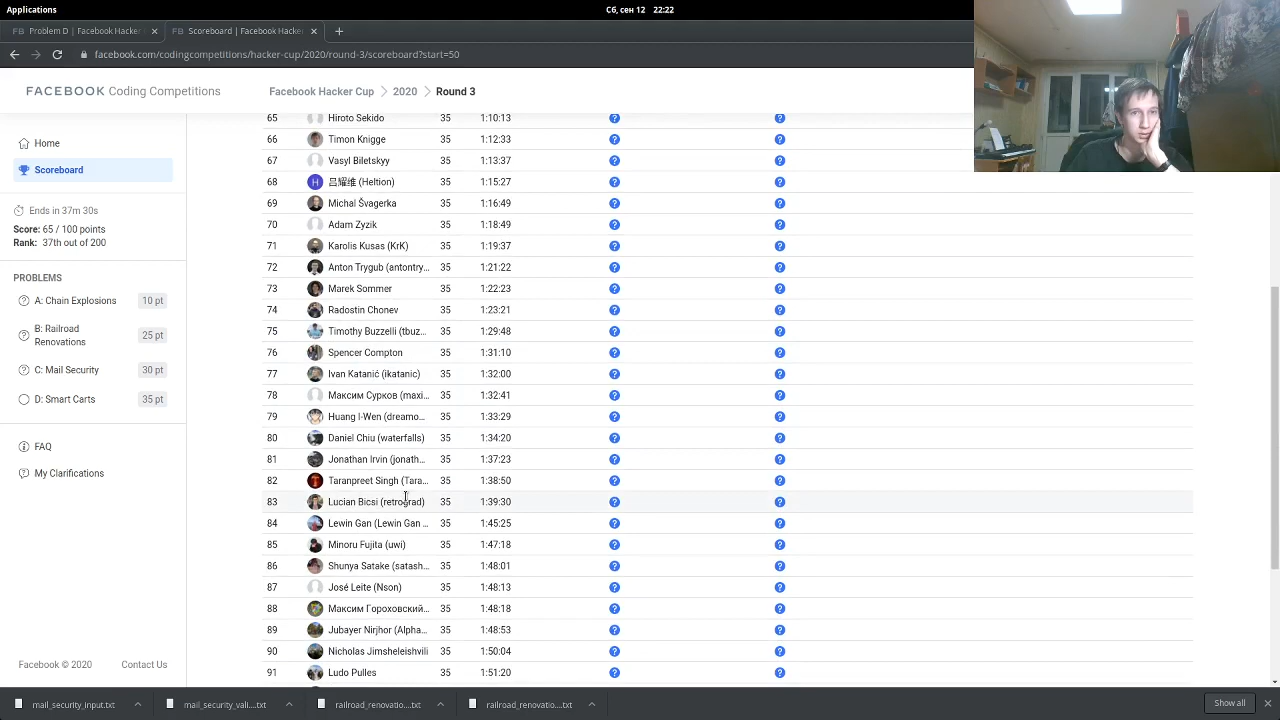 Applications
Сб, сен 12 22:22
Problem D | Facebook Hacker
Scoreboard | Facebook Hacke
facebook.com/codingcompetitions/hacker-cup/2020/round-3/scoreboard?start=50
FACEBOOK Coding Competitions
Facebook Hacker Cup > 2020 > Round 3
Home
Scoreboard
Ends in 37m 30s
Score: 65 / 100 points
Rank: 37th out of 200
PROBLEMS
A: Chain Explosions 10 pt
B: Railroad Renovations 25 pt
C: Mail Security 30 pt
D: Smart Carts 35 pt
FAQ
My Clarifications
Facebook © 2020 Contact Us
65 Hiroto Sekido 35 1:10:13
66 Timon Knigge 35 1:12:33
67 Vasyl Biletskyy 35 1:13:37
68 H 吕耀维 (Heltion) 35 1:15:27
69 Michal Švagerka 35 1:16:49
70 Adam Zyzik 35 1:18:49
71 Karolis Kusas (KrK) 35 1:19:37
72 Anton Trygub (antontry... 35 1:21:22
73 Marek Sommer 35 1:22:23
74 Radostin Chonev 35 1:23:21
75 Timothy Buzzelli (tbuz... 35 1:29:48
76 Spencer Compton 35 1:31:10
77 Ivan Katanić (ikatanic) 35 1:32:00
78 Максим Сурков (maxi... 35 1:32:41
79 Huang I-Wen (dreamo... 35 1:33:29
80 Daniel Chiu (waterfalls) 35 1:34:20
81 Jonathan Irvin (jonath... 35 1:37:23
82 Taranpreet Singh (Tara... 35 1:38:50
83 Lucian Bicsi (retrograd) 35 1:39:30
84 Lewin Gan (Lewin Gan ... 35 1:45:25
85 Minoru Fujita (uwi) 35 1:47:18
86 Shunya Satake (satash... 35 1:48:01
87 José Leite (Nson) 35 1:48:13
88 Максим Гороховский... 35 1:48:18
89 Jubayer Nirjhor (Alpha... 35 1:48:53
90 Nicholas Jimsheleishvili 35 1:50:04
91 Ludo Pulles 35 1:51:20
mail_security_input.txt
mail_security_vali....txt
railroad_renovatio....txt
railroad_renovatio....txt
Show all